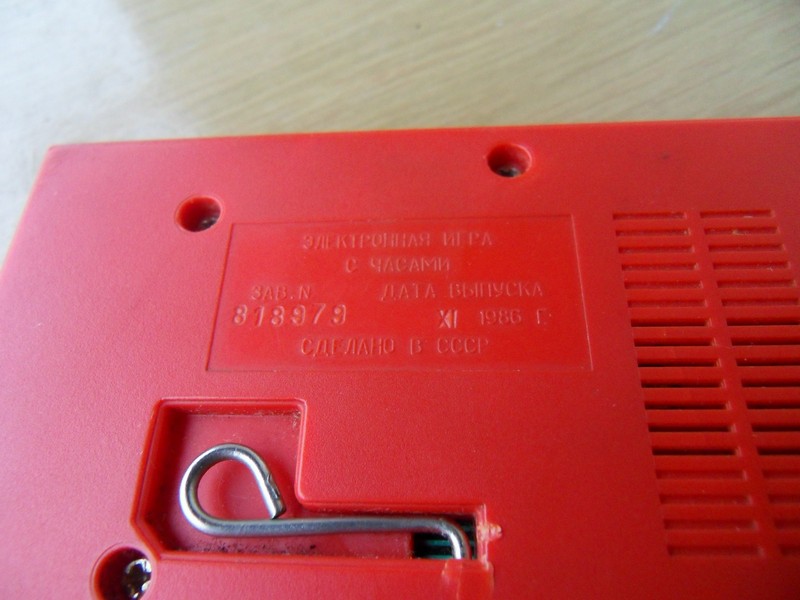 ЭЛЕКТРОННАЯ ИГРА
С ЧАСАМИ
ЗАВ.N ДАТА ВЫПУСКА
813979 XI 1986 Г.
СДЕЛАНО В СССР